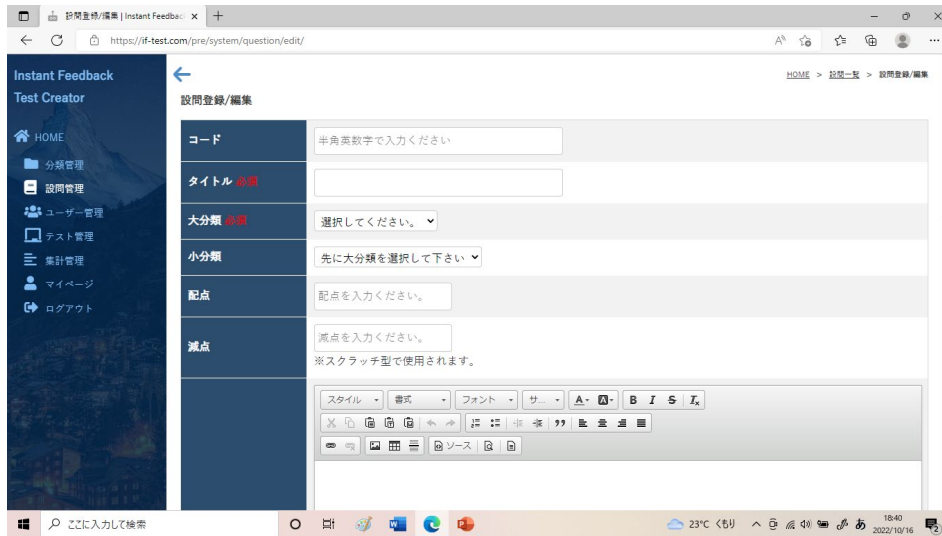 設問登録/編集 | Instant Feedbac
https://if-test.com/pre/system/question/edit/
Instant Feedback
Test Creator
HOME
分類管理
設問管理
ユーザー管理
テスト管理
集計管理
マイページ
ログアウト
HOME > 設問一覧 > 設問登録/編集
設問登録/編集
コード
半角英数字で入力ください
タイトル 必須
大分類 必須
選択してください。
小分類
先に大分類を選択して下さい
配点
配点を入力ください。
減点
減点を入力ください。
※スクラッチ型で使用されます。
スタイル 書式 フォント サ... A A B I S Ix
ソース
ここに入力して検索
23°C くもり
あ
18:40
2022/10/16
2